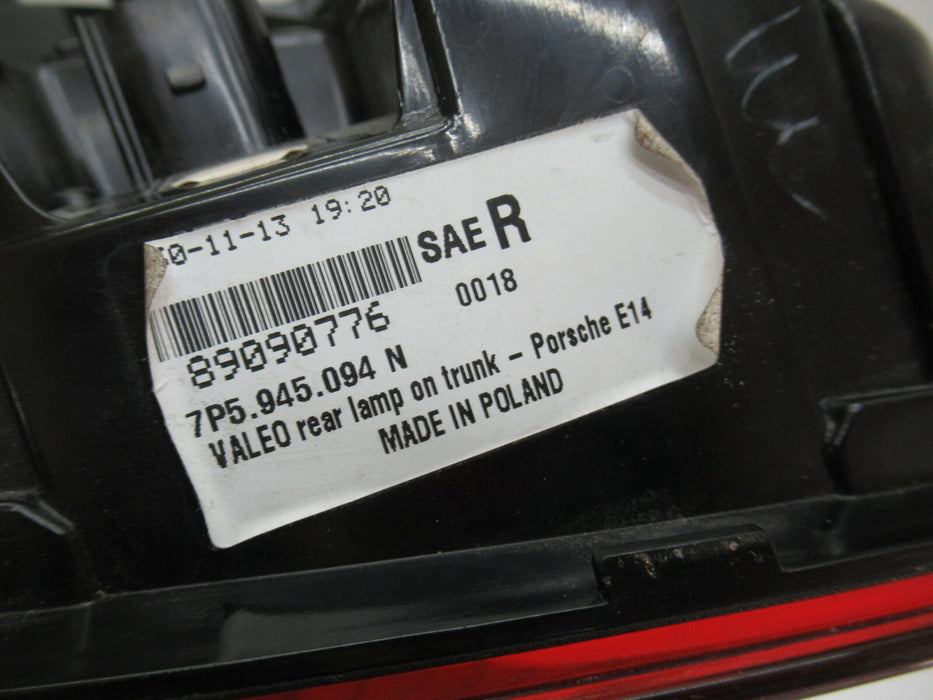 0-11-13 19:20
SAE R
0018
89090776
7P5.945.094 N
VALEO rear lamp on trunk - Porsche E14
MADE IN POLAND